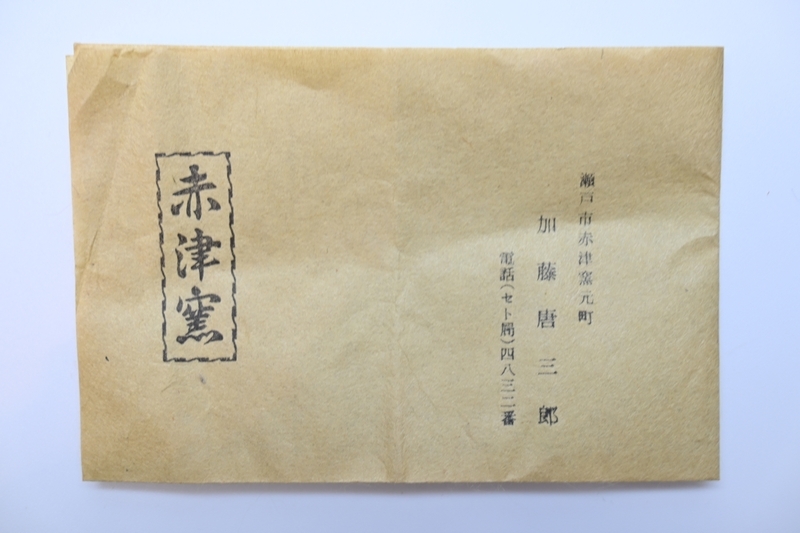 瀬戸市赤津窯元町
加藤唐三郎
電話(セト局)四八三二番
赤津窯